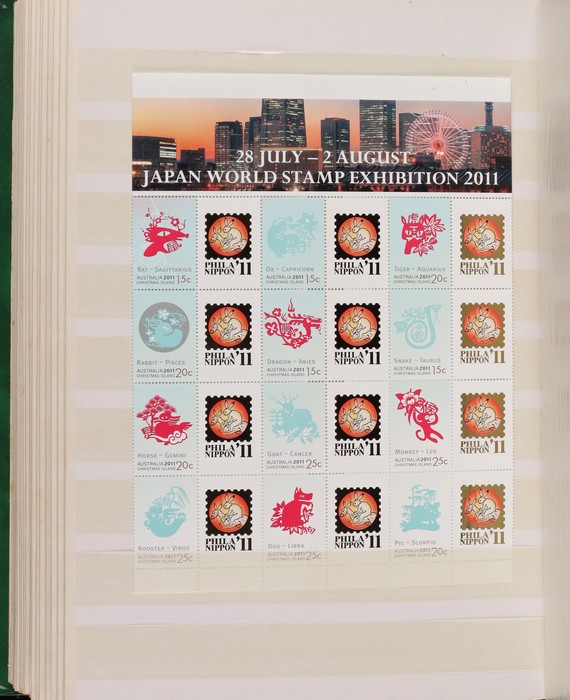 28 JULY – 2 AUGUST
JAPAN WORLD STAMP EXHIBITION 2011
RAT – SAGITTARIUS
AUSTRALIA 2011
CHRISTMAS ISLAND 15c
PHILA
NIPPON '11
OX – CAPRICORN
AUSTRALIA 2011
CHRISTMAS ISLAND 15c
PHILA
NIPPON '11
TIGER – AQUARIUS
AUSTRALIA 2011
CHRISTMAS ISLAND 20c
PHILA
NIPPON '11
RABBIT – PISCES
AUSTRALIA 2011
CHRISTMAS ISLAND 20c
PHILA
NIPPON '11
DRAGON – ARIES
AUSTRALIA 2011
CHRISTMAS ISLAND 15c
PHILA
NIPPON '11
SNAKE – TAURUS
AUSTRALIA 2011
CHRISTMAS ISLAND 15c
PHILA
NIPPON '11
HORSE – GEMINI
AUSTRALIA 2011
CHRISTMAS ISLAND 20c
PHILA
NIPPON '11
GOAT – CANCER
AUSTRALIA 2011
CHRISTMAS ISLAND 25c
PHILA
NIPPON '11
MONKEY – LEO
AUSTRALIA 2011
CHRISTMAS ISLAND 25c
PHILA
NIPPON '11
ROOSTER – VIRGO
AUSTRALIA 2011
CHRISTMAS ISLAND 25c
PHILA
NIPPON '11
DOG – LIBRA
AUSTRALIA 2011
CHRISTMAS ISLAND 25c
PHILA
NIPPON '11
PIG – SCORPIO
AUSTRALIA 2011
CHRISTMAS ISLAND 20c
PHILA
NIPPON '11